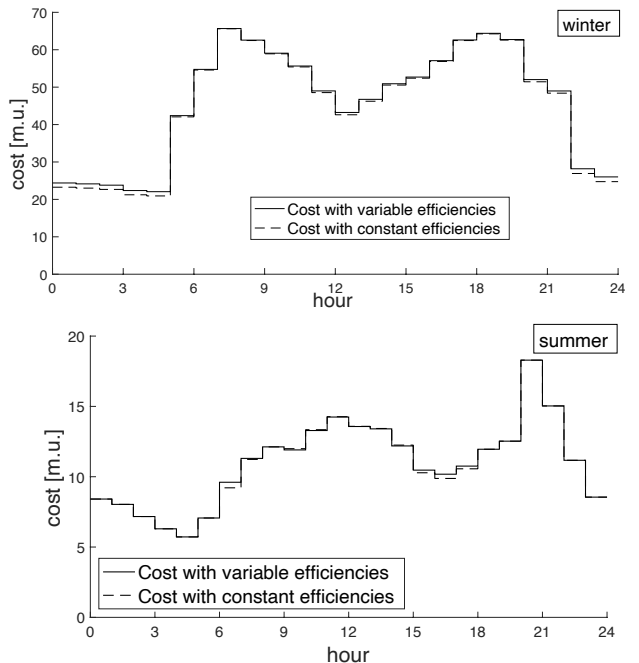 70
winter
60
50
40
30
20
10
0
cost [m.u.]
Cost with variable efficiencies
Cost with constant efficiencies
0 3 6 9 12 15 18 21 24
hour
20
summer
15
10
5
0
cost [m.u.]
Cost with variable efficiencies
Cost with constant efficiencies
0 3 6 9 12 15 18 21 24
hour